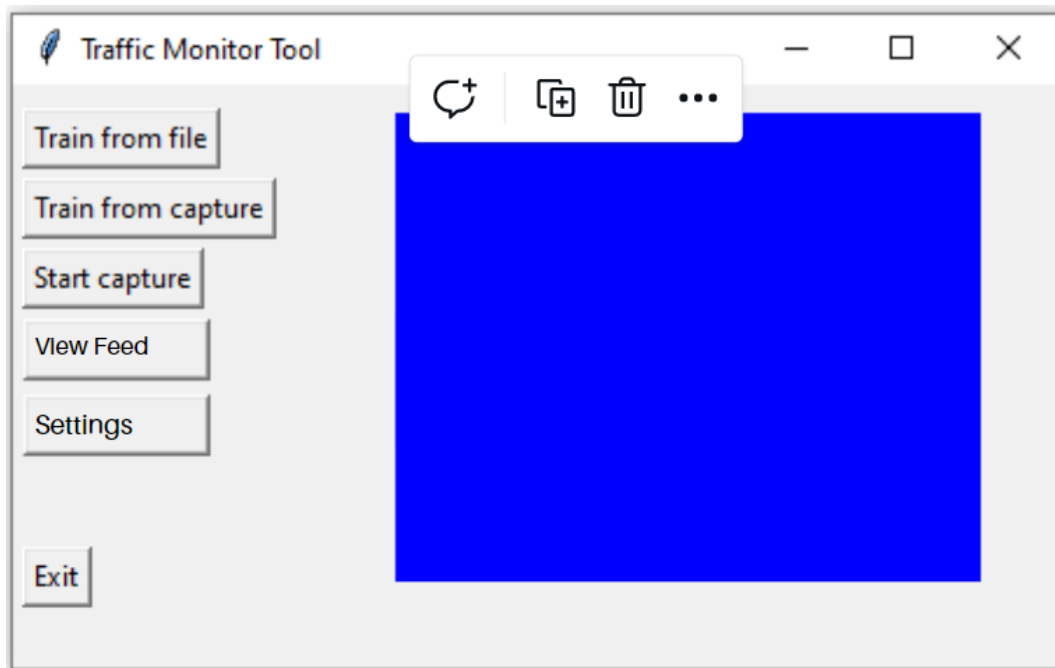 Traffic Monitor Tool
Train from file
Train from capture
Start capture
VIew Feed
Settings
Exit